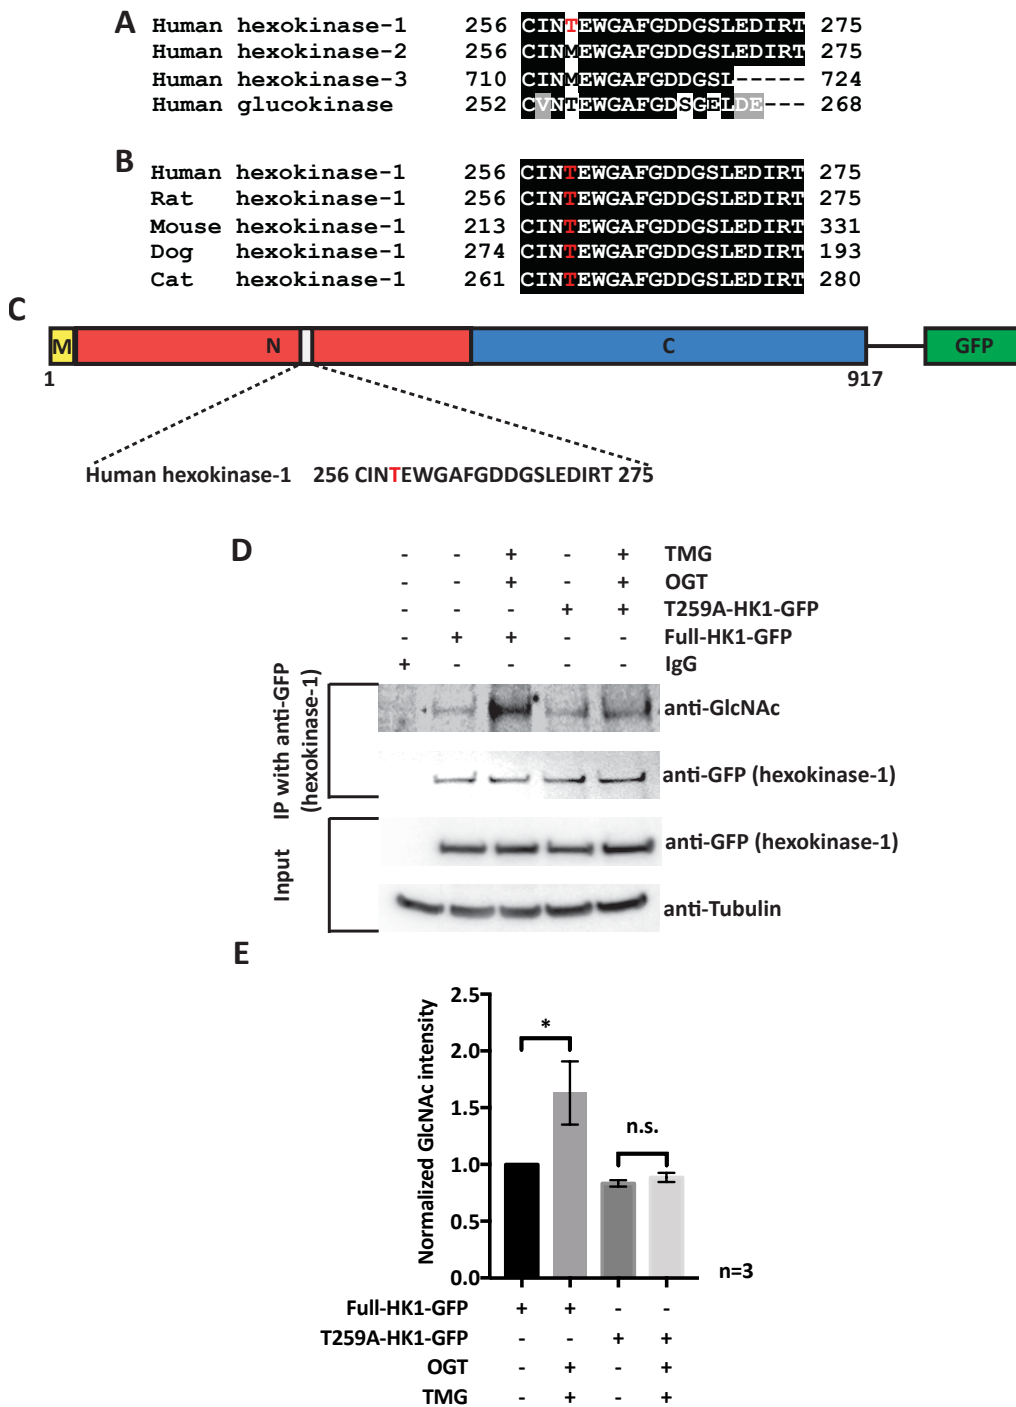 A
Human hexokinase-1 256 CINTEWGAFGDDGSLEDIRT 275
Human hexokinase-2 256 CINMEWGAFGDDGSLEDIRT 275
Human hexokinase-3 710 CINMEWGAFGDDGSL----- 724
Human glucokinase 252 CVNTEWGAFGDSGELDE--- 268
B
Human hexokinase-1 256 CINTEWGAFGDDGSLEDIRT 275
Rat hexokinase-1 256 CINTEWGAFGDDGSLEDIRT 275
Mouse hexokinase-1 213 CINTEWGAFGDDGSLEDIRT 331
Dog hexokinase-1 274 CINTEWGAFGDDGSLEDIRT 193
Cat hexokinase-1 261 CINTEWGAFGDDGSLEDIRT 280
C
M N C GFP
1 917
Human hexokinase-1 256 CINTEWGAFGDDGSLEDIRT 275
D
- - + - + TMG
- - + - + OGT
- - - + + T259A-HK1-GFP
- + + - - Full-HK1-GFP
+ - - - - IgG
IP with anti-GFP
(hexokinase-1)
anti-GlcNAc
anti-GFP (hexokinase-1)
Input
anti-GFP (hexokinase-1)
anti-Tubulin
E
Normalized GlcNAc intensity
2.5
2.0
1.5
1.0
0.5
0.0
*
n.s.
n=3
Full-HK1-GFP + + - -
T259A-HK1-GFP - - + +
OGT - + - +
TMG - + - +